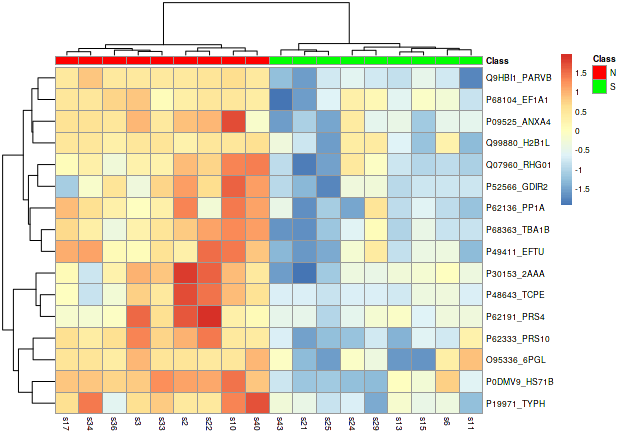 Class
Q9HBI1_PARVB
P68104_EF1A1
P09525_ANXA4
Q99880_H2B1L
Q07960_RHG01
P52566_GDIR2
P62136_PP1A
P68363_TBA1B
P49411_EFTU
P30153_2AAA
P48643_TCPE
P62191_PRS4
P62333_PRS10
O95336_6PGL
P0DMV9_HS71B
P19971_TYPH
s17 s34 s36 s3 s33 s2 s22 s10 s40 s43 s21 s25 s24 s29 s13 s15 s6 s11
1.5
1
0.5
0
-0.5
-1
-1.5
Class
N
S